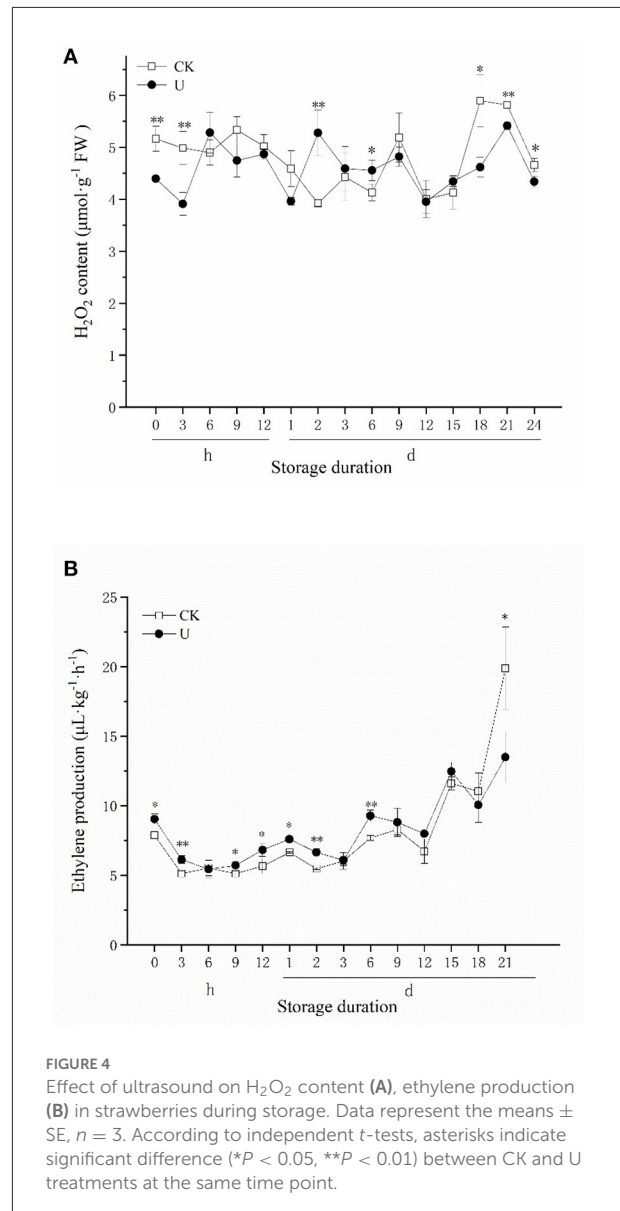 A
CK
U
H₂O₂ content (μmol·g⁻¹ FW )
6
5
4
3
2
1
0
** ** ** * * ** *
0 3 6 9 12 1 2 3 6 9 12 15 18 21 24
h d
Storage duration
B
CK
U
Ethylene production (μL·kg⁻¹·h⁻¹)
25
20
15
10
5
0
* ** * * * ** ** *
0 3 6 9 12 1 2 3 6 9 12 15 18 21
h d
Storage duration
FIGURE 4
Effect of ultrasound on H₂O₂ content (A), ethylene production
(B) in strawberries during storage. Data represent the means ±
SE, n = 3. According to independent t-tests, asterisks indicate
significant difference (*P < 0.05, **P < 0.01) between CK and U
treatments at the same time point.